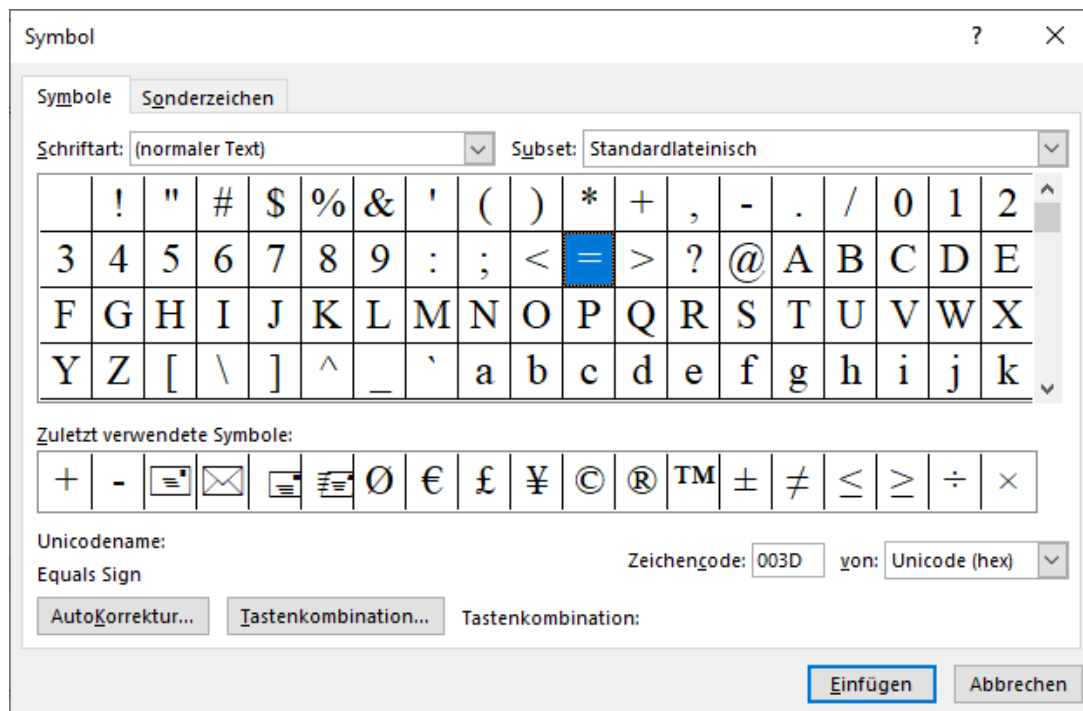 Symbol ? ×
Symbole Sonderzeichen
Schriftart: (normaler Text) Subset: Standardlateinisch
! " # $ % & ' ( ) * + , - . / 0 1 2
3 4 5 6 7 8 9 : ; < = > ? @ A B C D E
F G H I J K L M N O P Q R S T U V W X
Y Z [ \ ] ^ _ ` a b c d e f g h i j k
Zuletzt verwendete Symbole:
+ - Ø € £ ¥ © ® ™ ± ≠ ≤ ≥ ÷ ×
Unicodename:
Equals Sign
Zeichencode: 003D von: Unicode (hex)
AutoKorrektur... Tastenkombination... Tastenkombination:
Einfügen Abbrechen